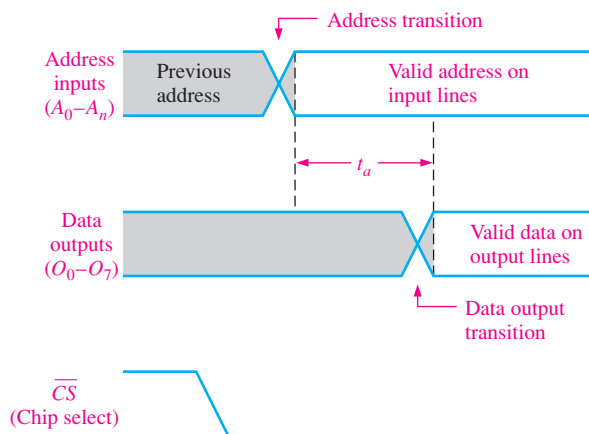 Address transition
Address
inputs
(A₀–Aₙ)
Previous
address
Valid address on
input lines
tₐ
Data
outputs
(O₀–O₇)
Valid data on
output lines
Data output
transition
C̅S̅
(Chip select)